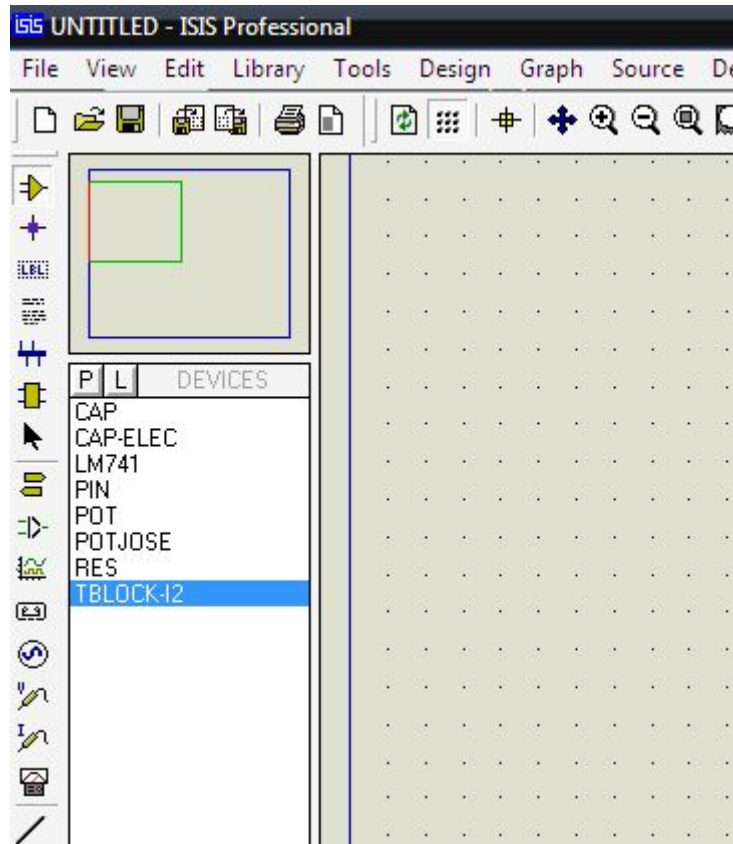 isis UNTITLED - ISIS Professional
File View Edit Library Tools Design Graph Source De
LBL
P L DEVICES
CAP
CAP-ELEC
LM741
PIN
POT
POTJOSE
RES
TBLOCK-I2